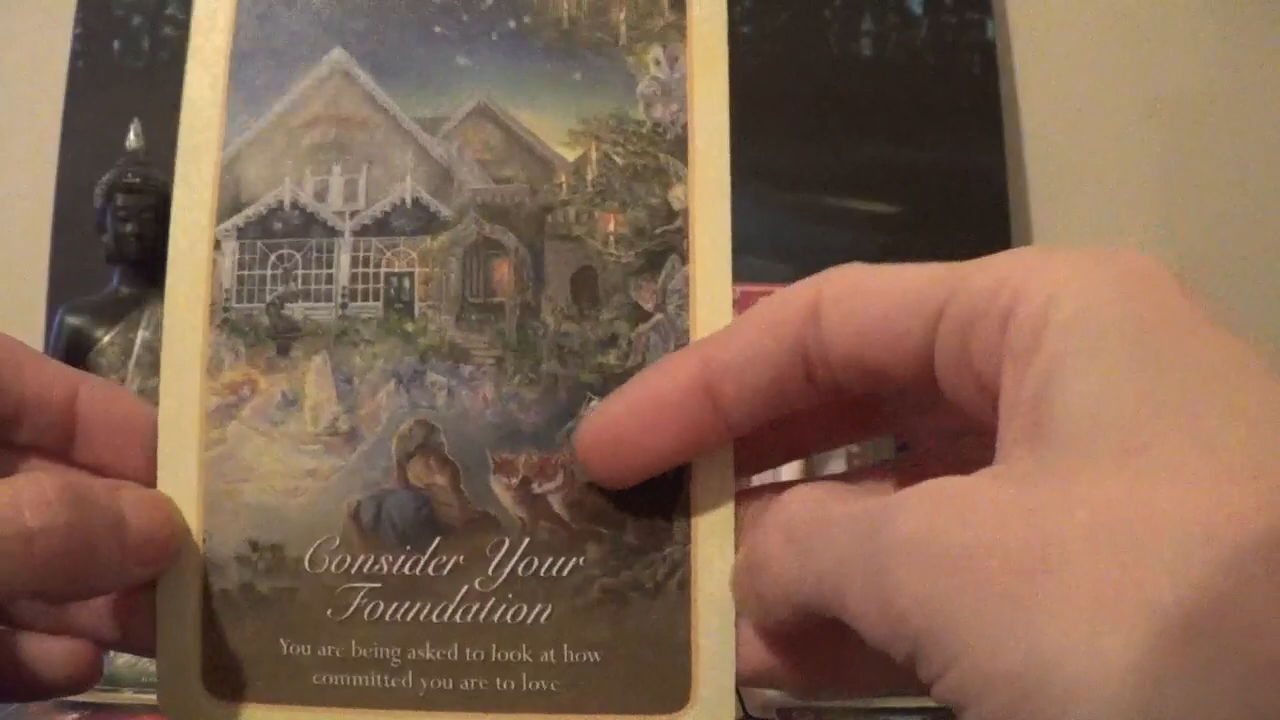 Consider Your
Foundation
You are being asked to look at how
committed you are to love